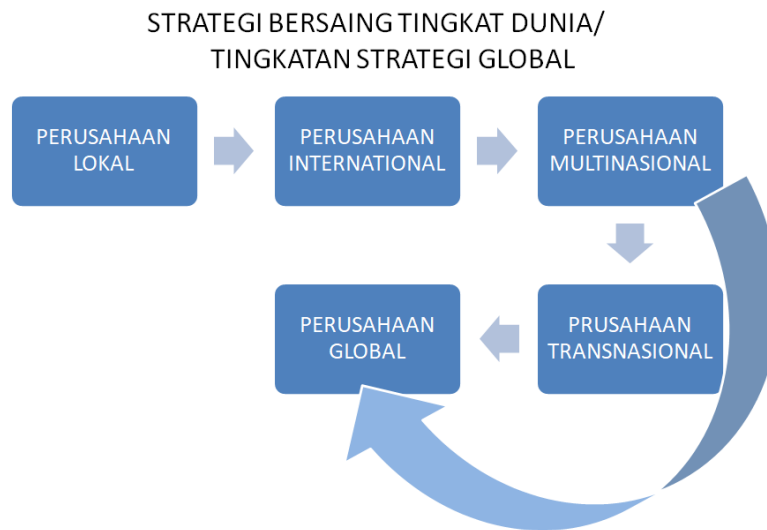 STRATEGI BERSAING TINGKAT DUNIA/
TINGKATAN STRATEGI GLOBAL
PERUSAHAAN
LOKAL
PERUSAHAAN
INTERNATIONAL
PERUSAHAAN
MULTINASIONAL
PERUSAHAAN
GLOBAL
PRUSAHAAN
TRANSNASIONAL